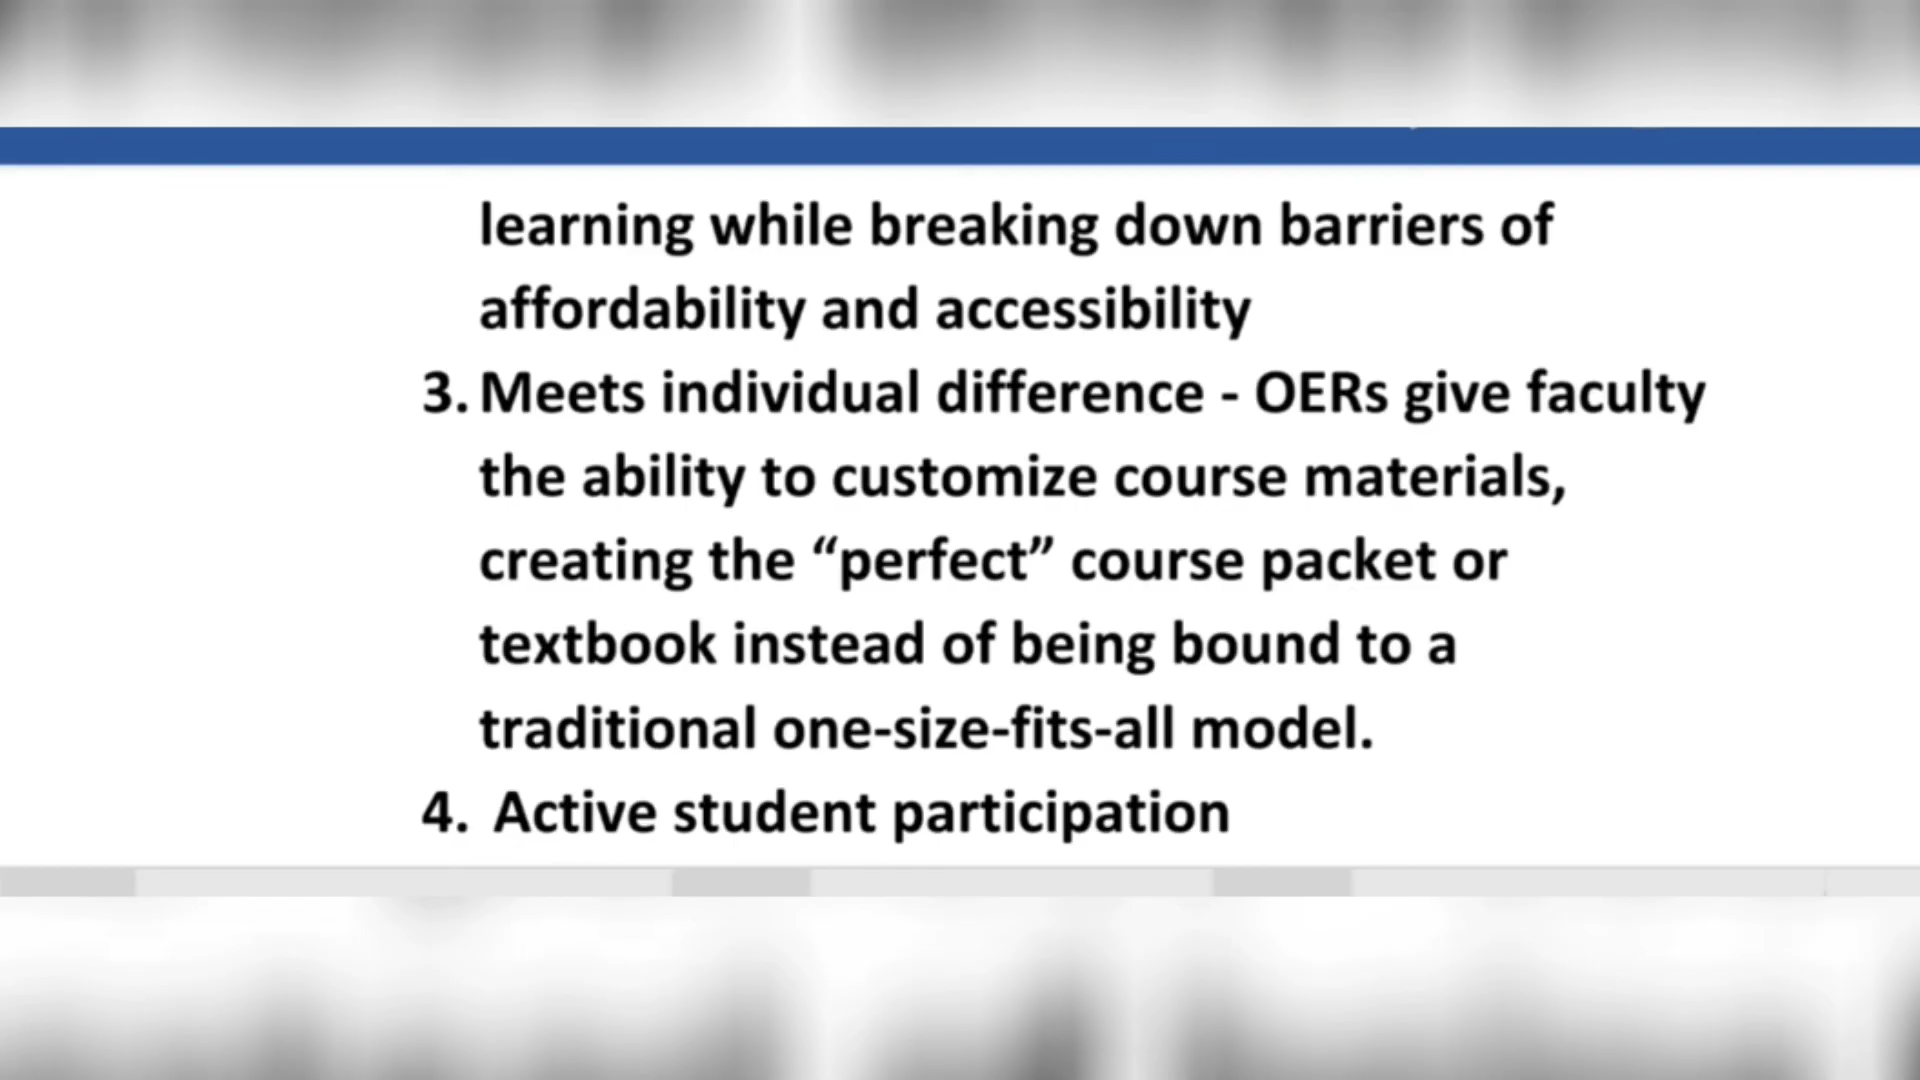 learning while breaking down barriers of
affordability and accessibility
3. Meets individual difference - OERs give faculty
the ability to customize course materials,
creating the “perfect” course packet or
textbook instead of being bound to a
traditional one-size-fits-all model.
4. Active student participation